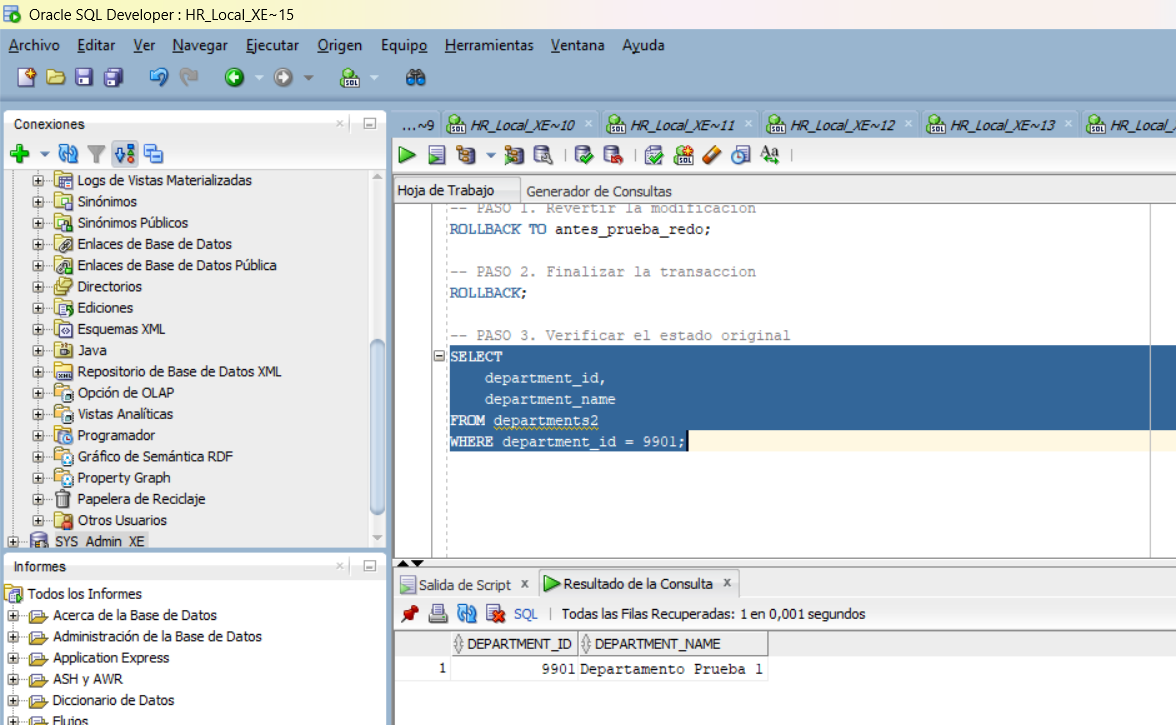 Oracle SQL Developer : HR_Local_XE~15
Archivo Editar Ver Navegar Ejecutar Origen Equipo Herramientas Ventana Ayuda
Conexiones
Logs de Vistas Materializadas
Sinónimos
Sinónimos Públicos
Enlaces de Base de Datos
Enlaces de Base de Datos Pública
Directorios
Ediciones
Esquemas XML
Java
Repositorio de Base de Datos XML
Opción de OLAP
Vistas Analíticas
Programador
Gráfico de Semántica RDF
Property Graph
Papelera de Reciclaje
Otros Usuarios
SYS_Admin_XE
Informes
Todos los Informes
Acerca de la Base de Datos
Administración de la Base de Datos
Application Express
ASH y AWR
Diccionario de Datos
Flujos
...~9 HR_Local_XE~10 HR_Local_XE~11 HR_Local_XE~12 HR_Local_XE~13 HR_Local_
Hoja de Trabajo Generador de Consultas
-- PASO 1. Revertir la modificacion
ROLLBACK TO antes_prueba_redo;
-- PASO 2. Finalizar la transaccion
ROLLBACK;
-- PASO 3. Verificar el estado original
SELECT
department_id,
department_name
FROM departments2
WHERE department_id = 9901;
Salida de Script x Resultado de la Consulta x
SQL | Todas las Filas Recuperadas: 1 en 0,001 segundos
DEPARTMENT_ID DEPARTMENT_NAME
1 9901 Departamento Prueba 1